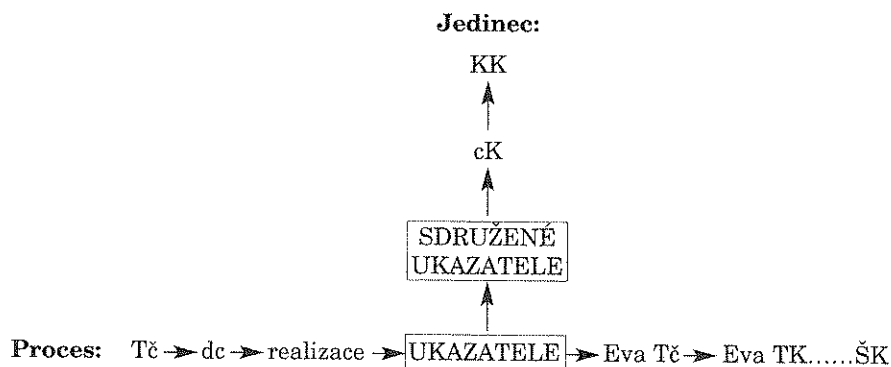 Jedinec:
KK
cK
SDRUŽENÉ
UKAZATELE
Proces: Tč dc realizace UKAZATELE Eva Tč Eva TK......ŠK